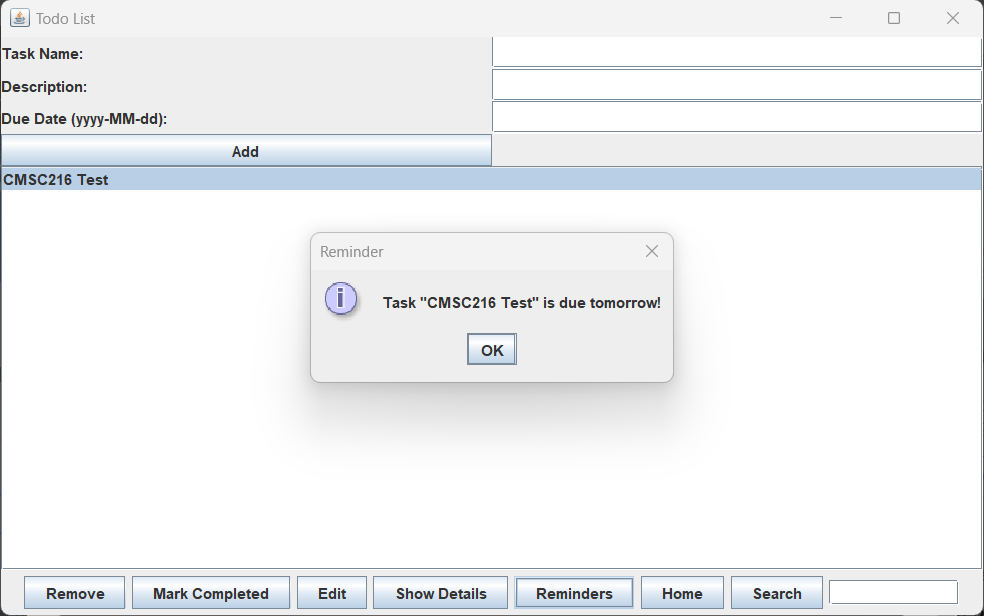 Todo List
Task Name:
Description:
Due Date (yyyy-MM-dd):
Add
CMSC216 Test
Reminder
Task "CMSC216 Test" is due tomorrow!
OK
Remove Mark Completed Edit Show Details Reminders Home Search